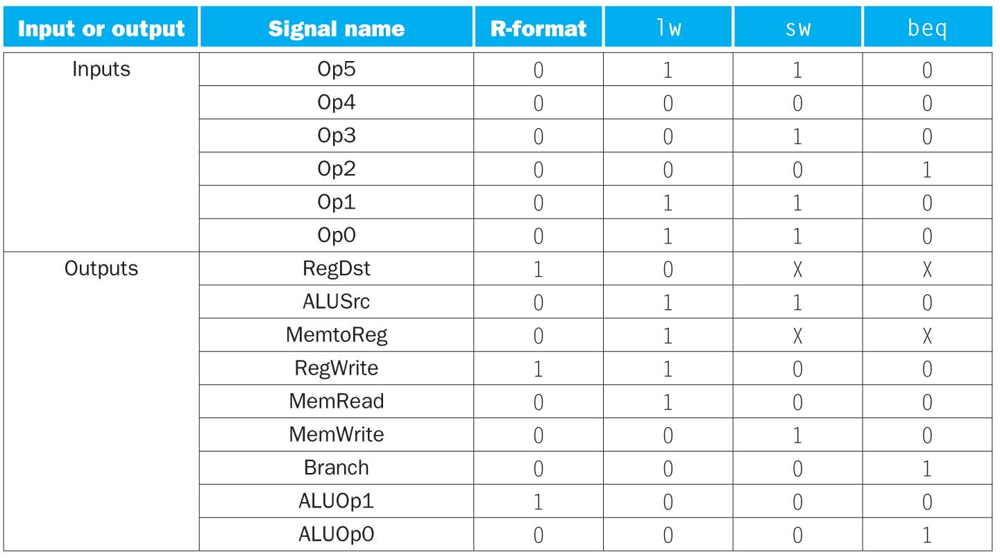 Input or output Signal name R-format lw sw beq
Inputs Op5 0 1 1 0
Op4 0 0 0 0
Op3 0 0 1 0
Op2 0 0 0 1
Op1 0 1 1 0
Op0 0 1 1 0
Outputs RegDst 1 0 X X
ALUSrc 0 1 1 0
MemtoReg 0 1 X X
RegWrite 1 1 0 0
MemRead 0 1 0 0
MemWrite 0 0 1 0
Branch 0 0 0 1
ALUOp1 1 0 0 0
ALUOp0 0 0 0 1